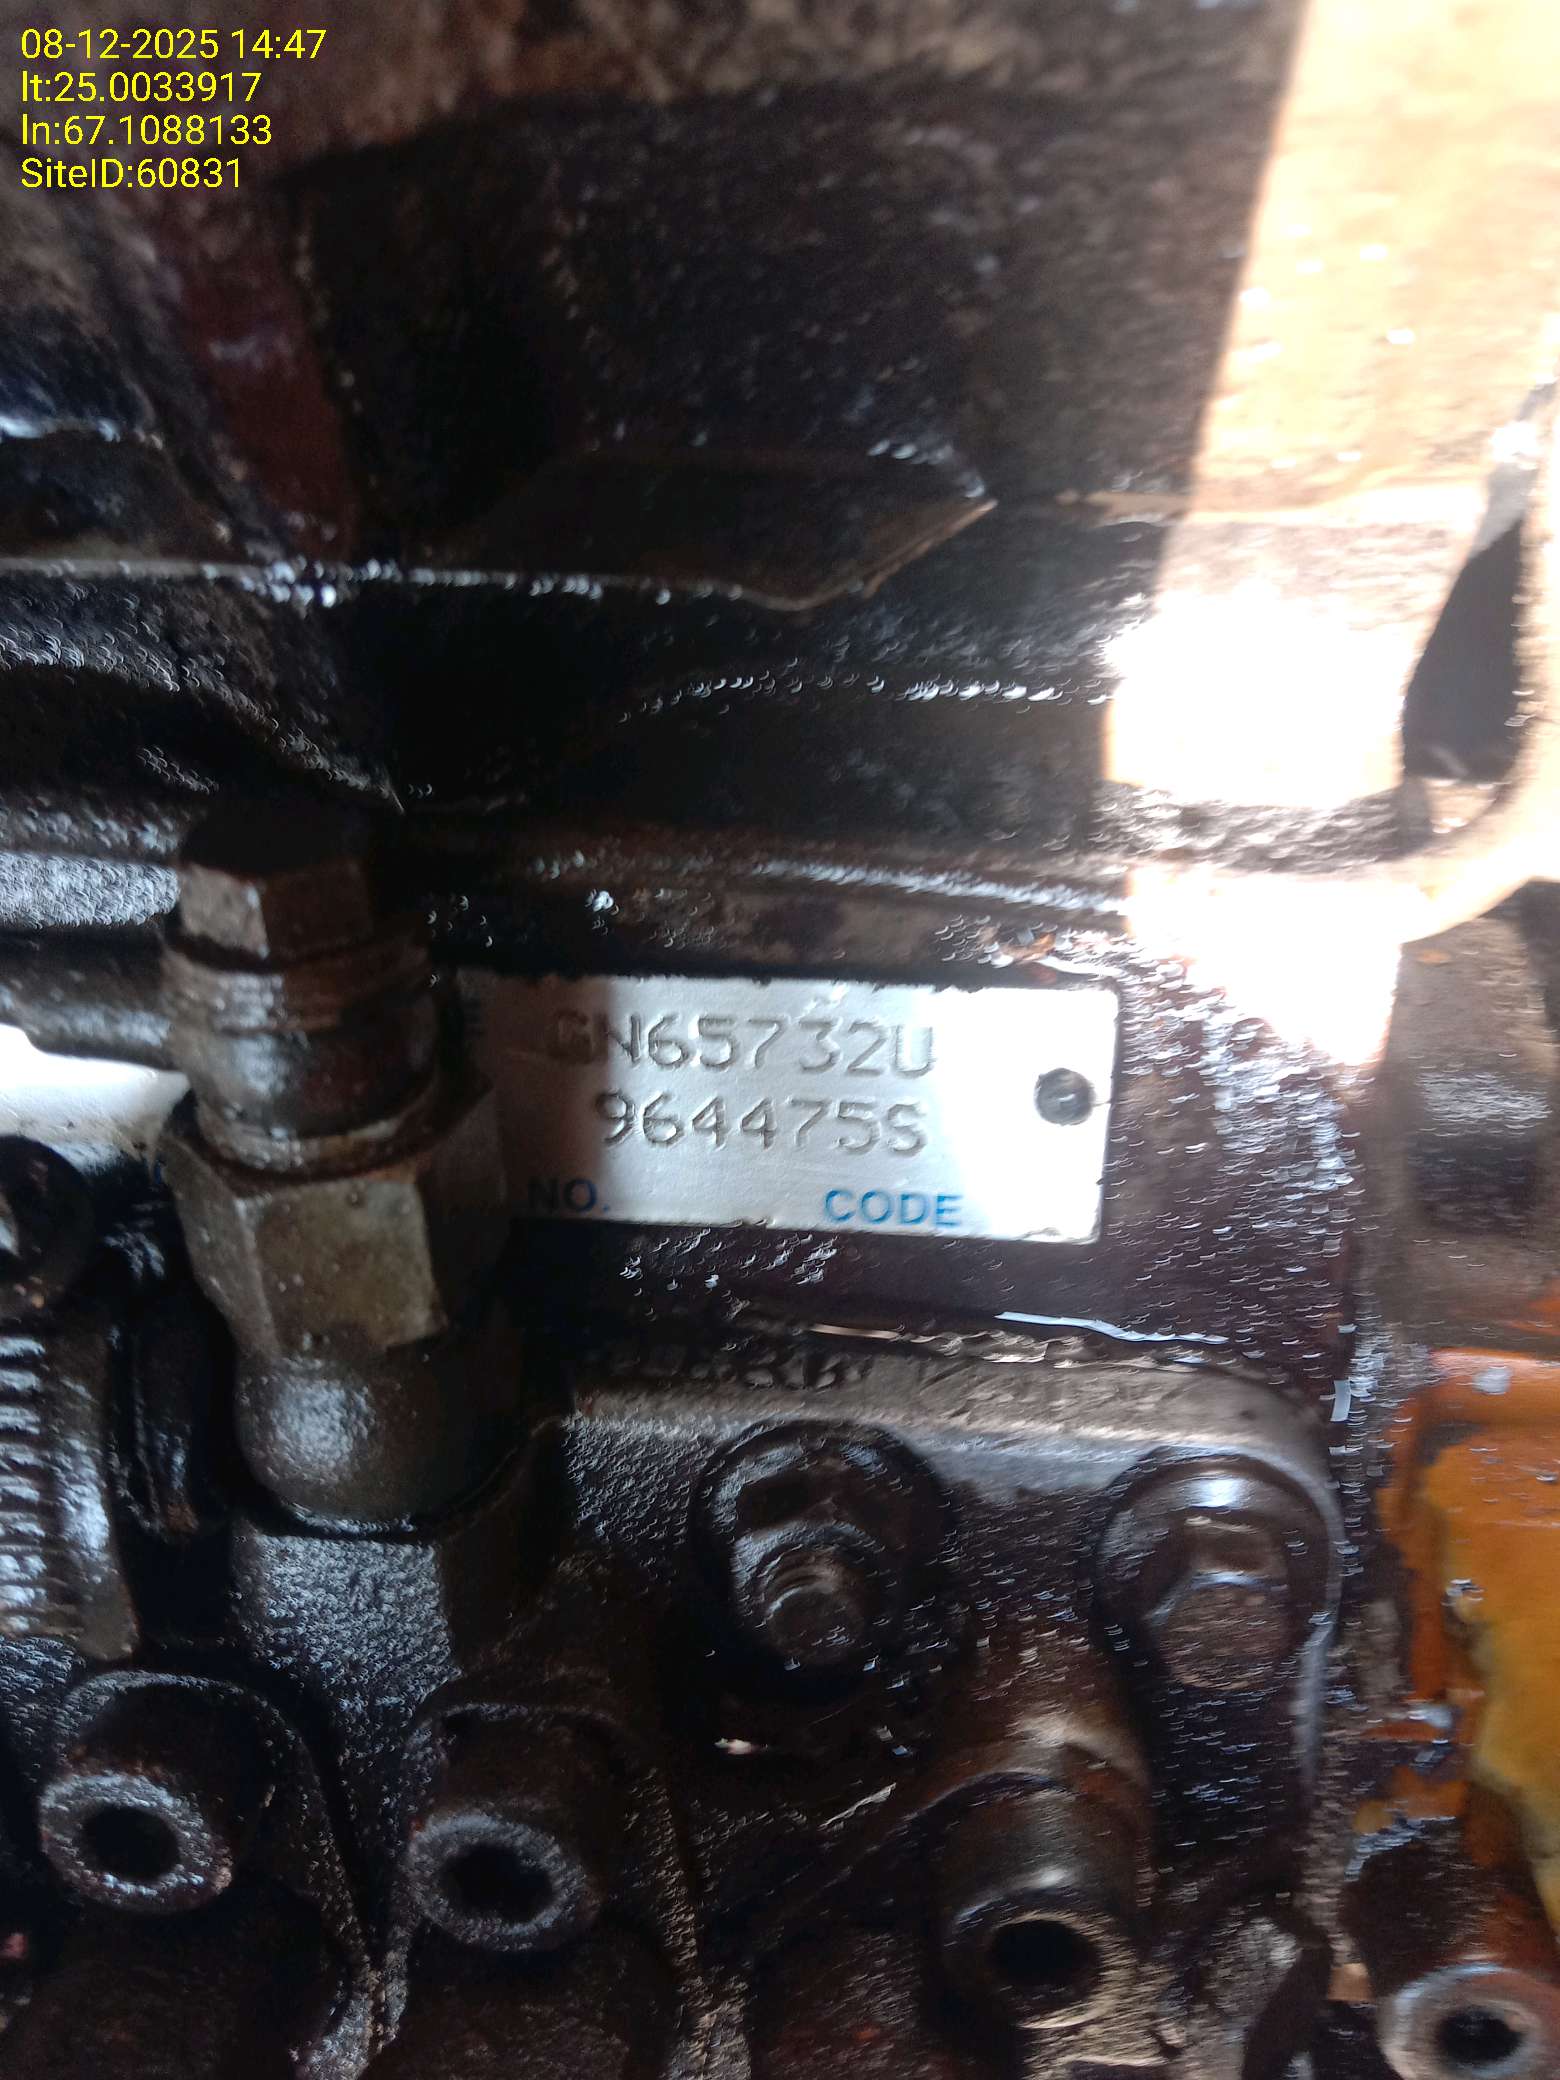 08-12-2025 14:47
lt:25.0033917
ln:67.1088133
SiteID:60831
GN65732U
964475S
NO. CODE